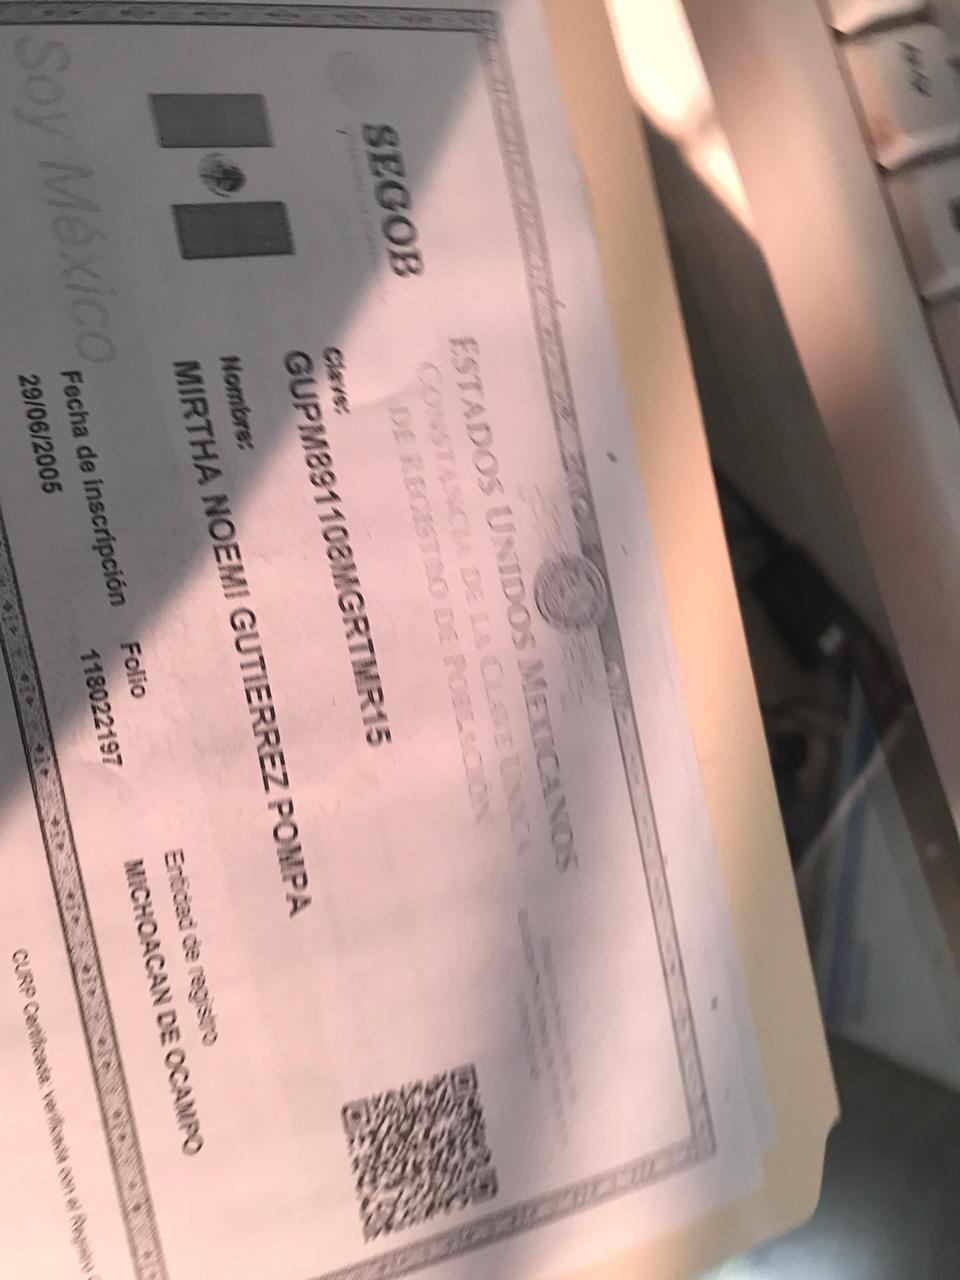 SEGOB
ESTADOS UNIDOS MEXICANOS
CONSTANCIA DE LA CLAVE ÚNICA
DE REGISTRO DE POBLACIÓN
Clave:
GUPM891108MGRTMR15
Nombre:
MIRTHA NOEMI GUTIERREZ POMPA
Fecha de inscripción Folio Entidad de registro
29/06/2005 118022197 MICHOACAN DE OCAMPO
Soy México
CURP Certificada: verificada con el Registro